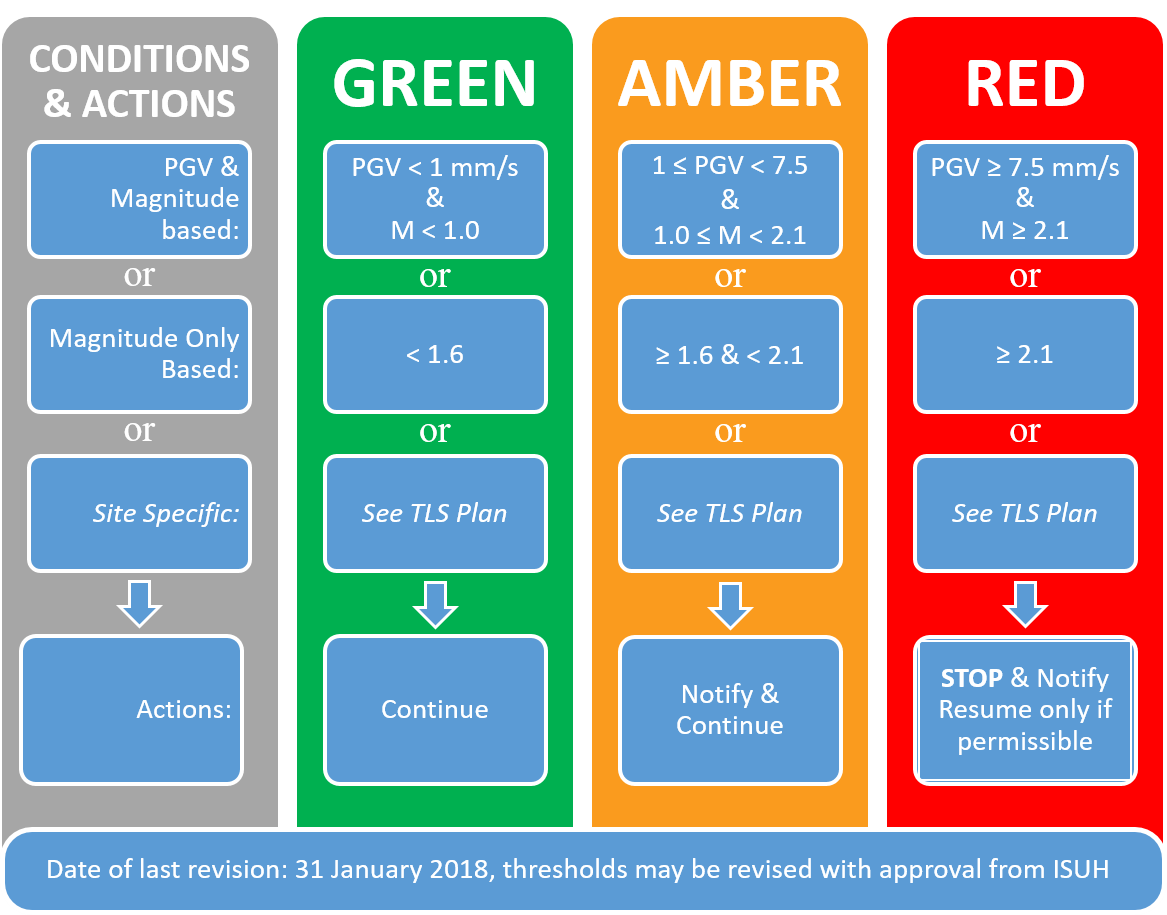 CONDITIONS
& ACTIONS
PGV &
Magnitude
based:
or
Magnitude Only
Based:
or
Site Specific:
Actions:
GREEN
PGV < 1 mm/s
&
M < 1.0
or
< 1.6
or
See TLS Plan
Continue
AMBER
1 ≤ PGV < 7.5
&
1.0 ≤ M < 2.1
or
≥ 1.6 & < 2.1
or
See TLS Plan
Notify &
Continue
RED
PGV ≥ 7.5 mm/s
&
M ≥ 2.1
or
≥ 2.1
or
See TLS Plan
STOP & Notify
Resume only if
permissible
Date of last revision: 31 January 2018, thresholds may be revised with approval from ISUH